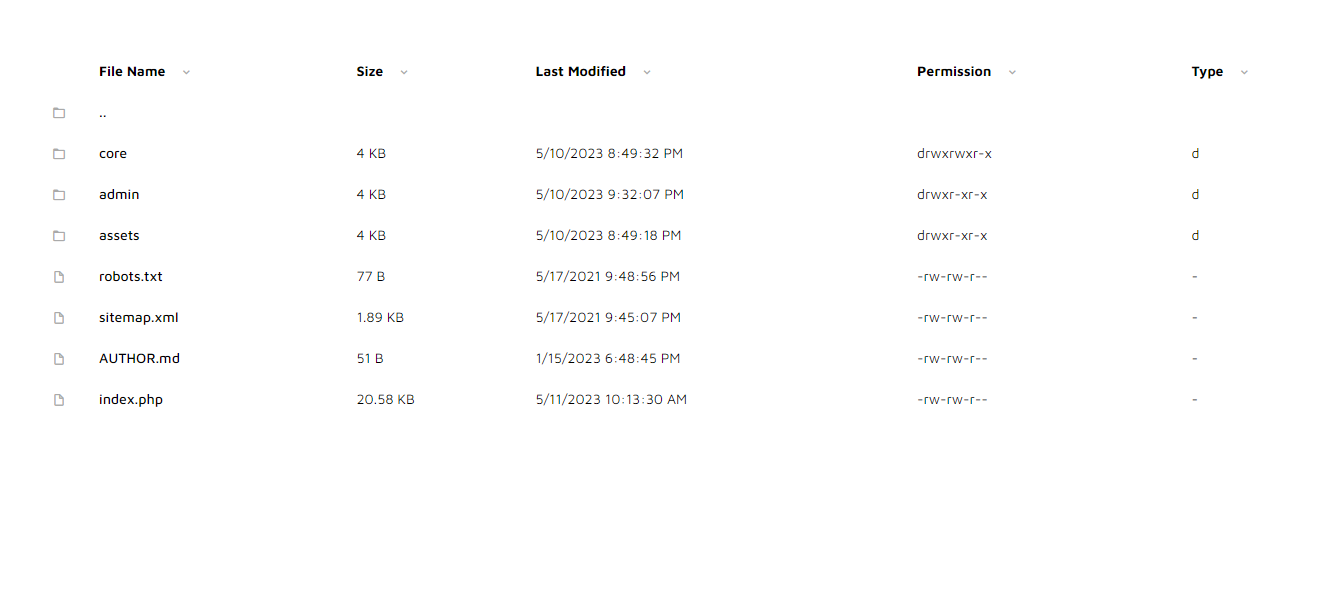 File Name Size Last Modified Permission Type
..
core 4 KB 5/10/2023 8:49:32 PM drwxrwxr-x d
admin 4 KB 5/10/2023 9:32:07 PM drwxr-xr-x d
assets 4 KB 5/10/2023 8:49:18 PM drwxr-xr-x d
robots.txt 77 B 5/17/2021 9:48:56 PM -rw-rw-r-- -
sitemap.xml 1.89 KB 5/17/2021 9:45:07 PM -rw-rw-r-- -
AUTHOR.md 51 B 1/15/2023 6:48:45 PM -rw-rw-r-- -
index.php 20.58 KB 5/11/2023 10:13:30 AM -rw-rw-r-- -